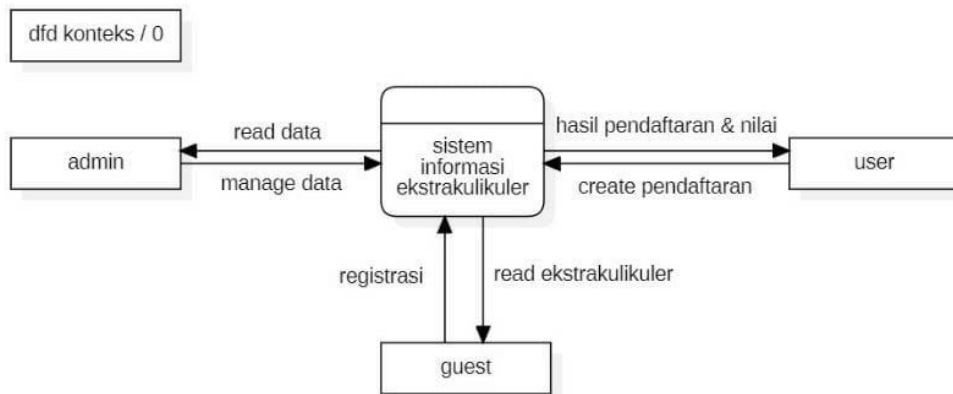 dfd konteks / 0
read data
hasil pendaftaran & nilai
admin
sistem
informasi
ekstrakulikuler
user
manage data
create pendaftaran
registrasi
read ekstrakulikuler
guest